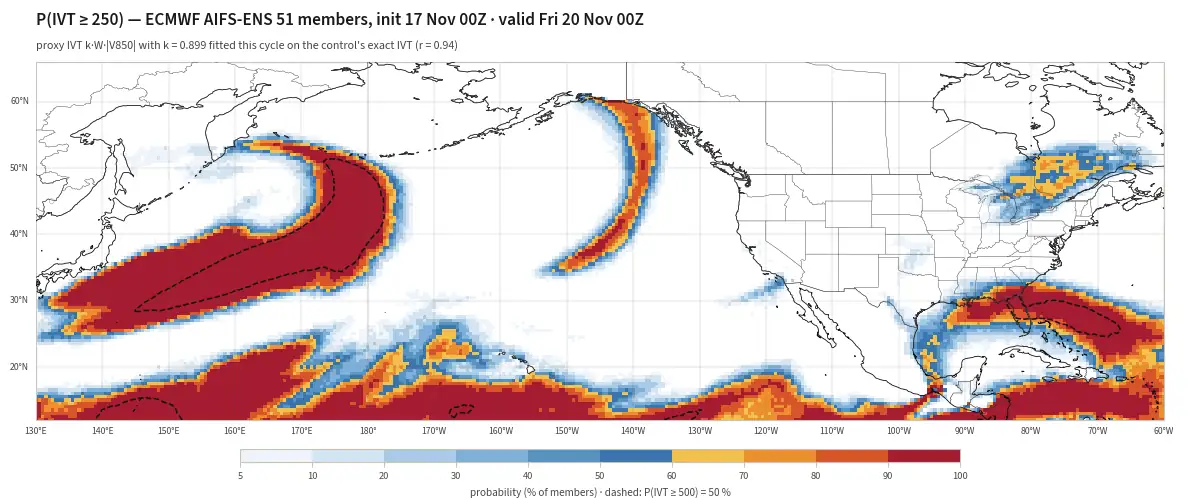 P(IVT ≥ 250) — ECMWF AIFS-ENS 51 members, init 17 Nov 00Z · valid Fri 20 Nov 00Z
proxy IVT k·W·|V850| with k = 0.899 fitted this cycle on the control's exact IVT (r = 0.94)
60°N
50°N
40°N
30°N
20°N
130°E 140°E 150°E 160°E 170°E 180° 170°W 160°W 150°W 140°W 130°W 120°W 110°W 100°W 90°W 80°W 70°W 60°W
5 10 20 30 40 50 60 70 80 90 100
probability (% of members) · dashed: P(IVT ≥ 500) = 50 %